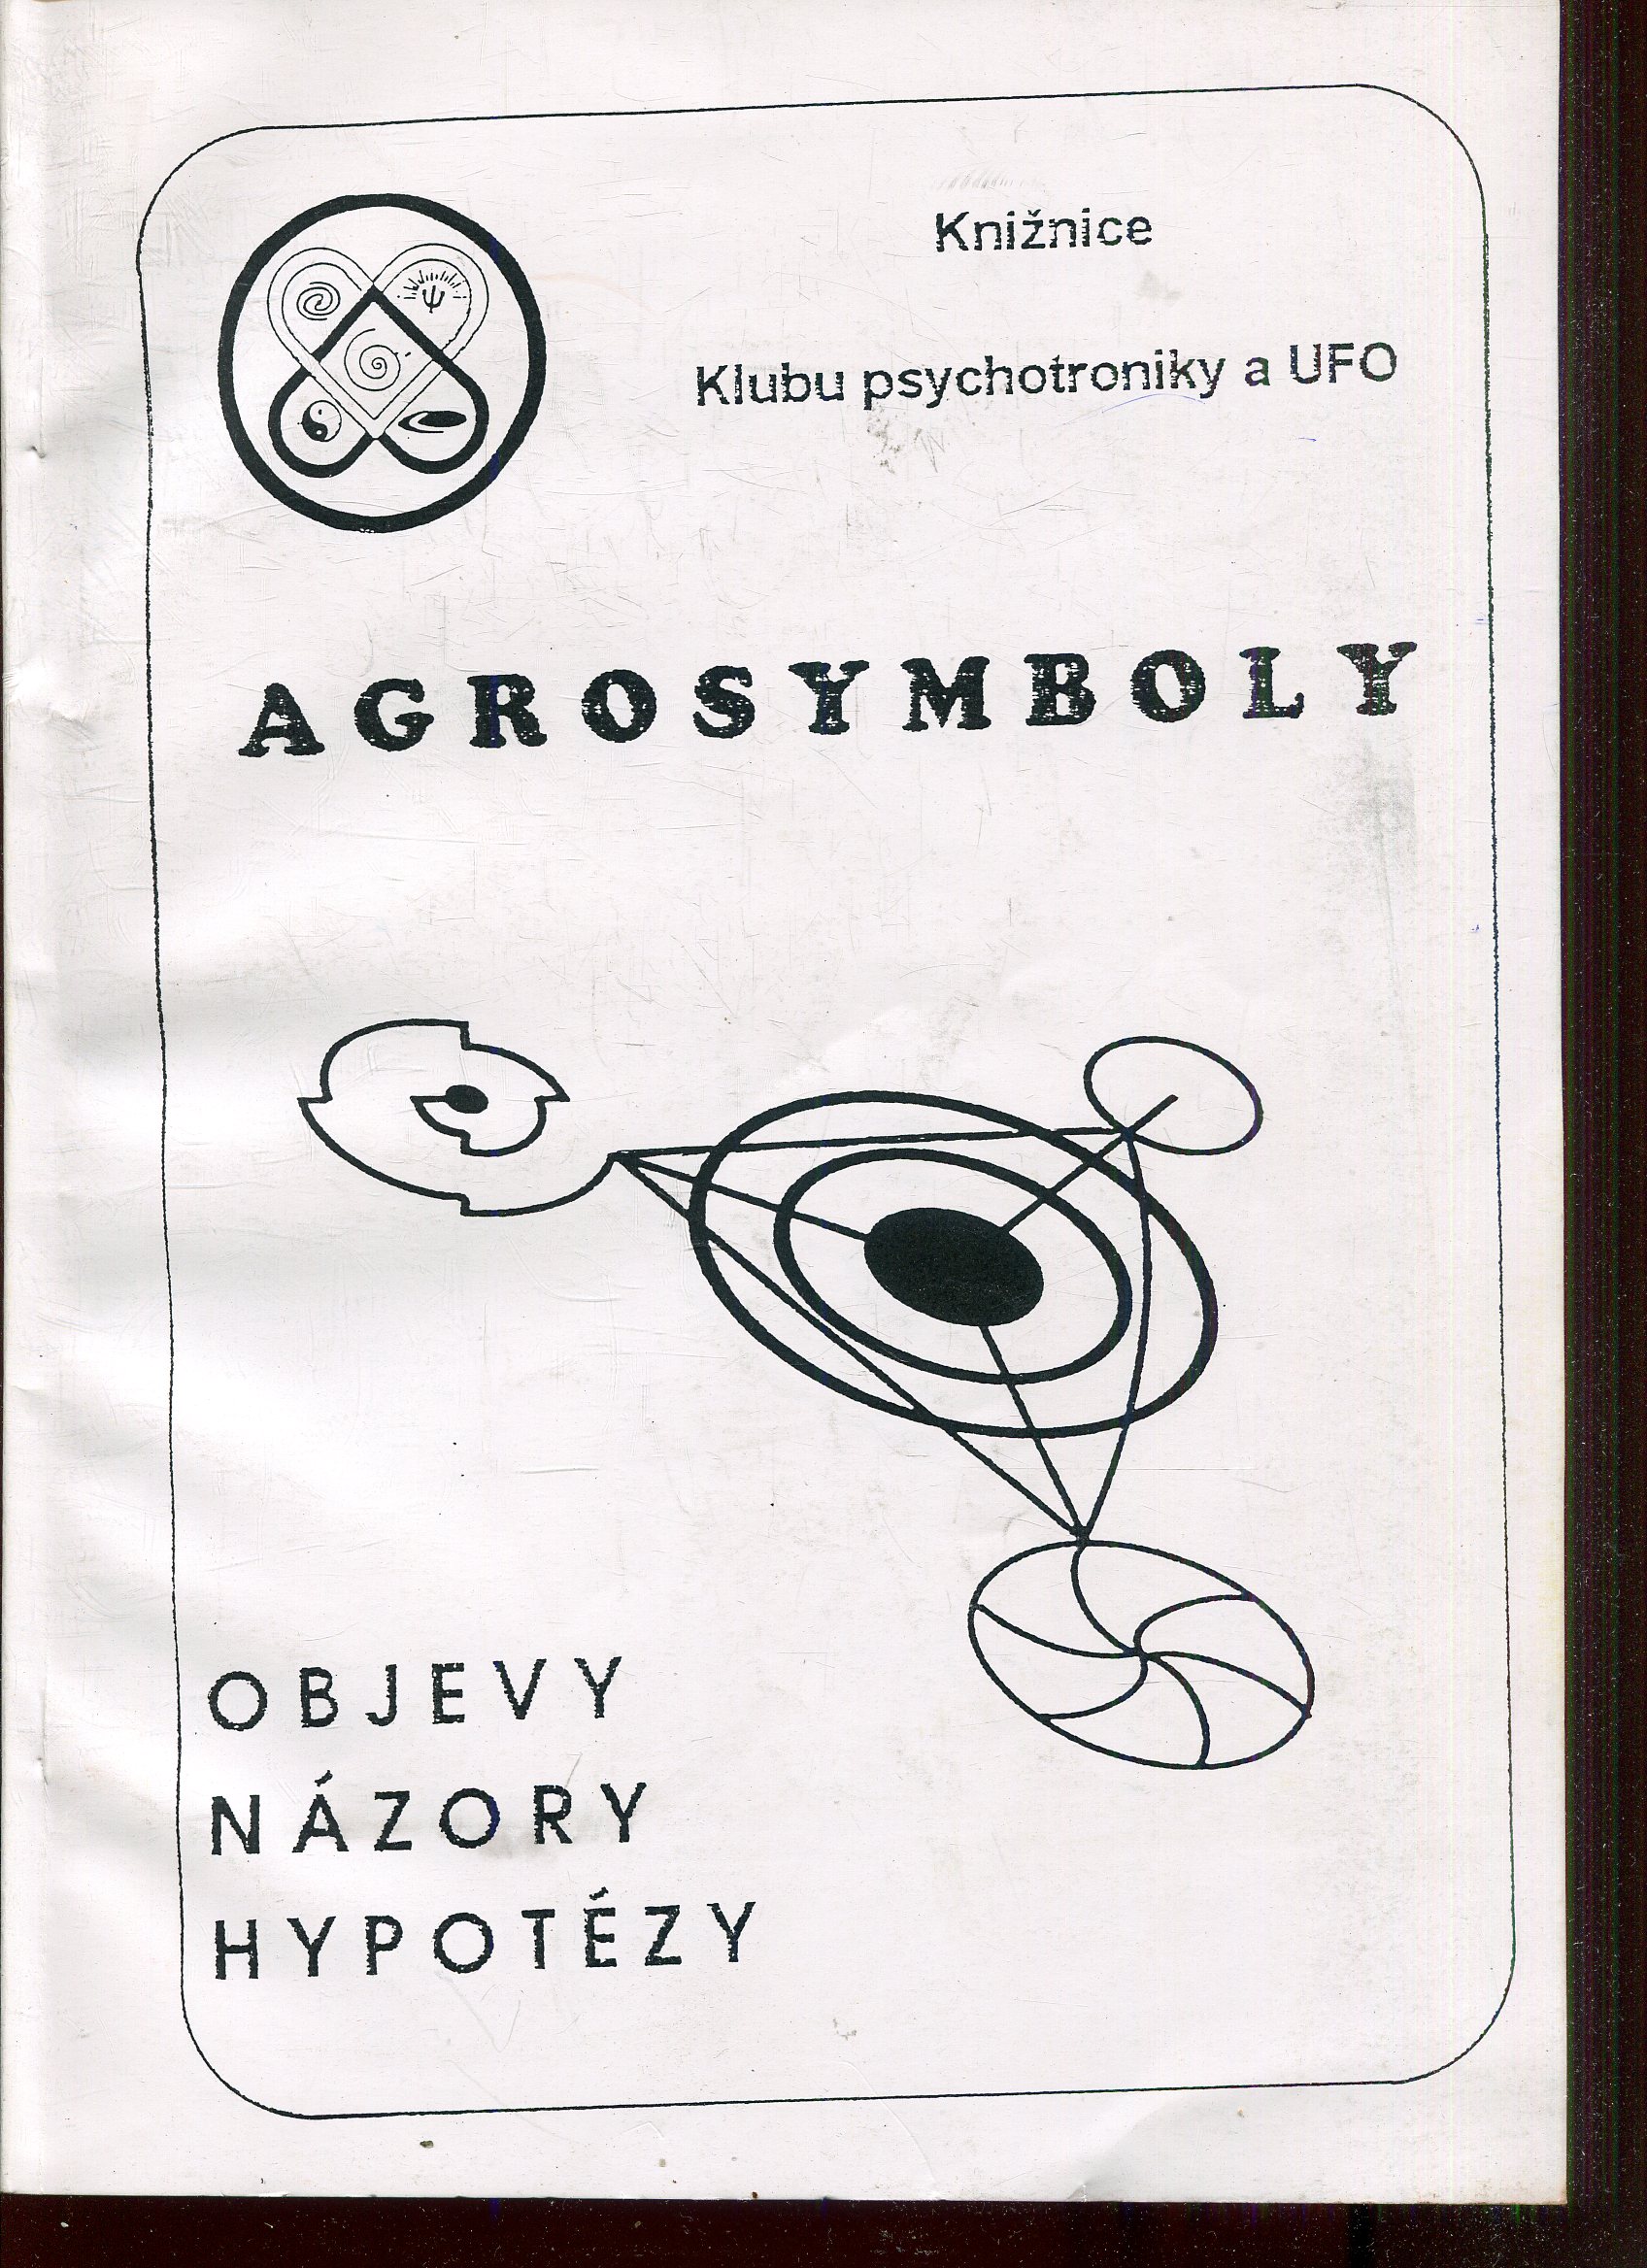 Knižnice
Klubu psychotroniky a UFO
AGROSYMBOLY
OBJEVY
NÁZORY
HYPOTÉZY